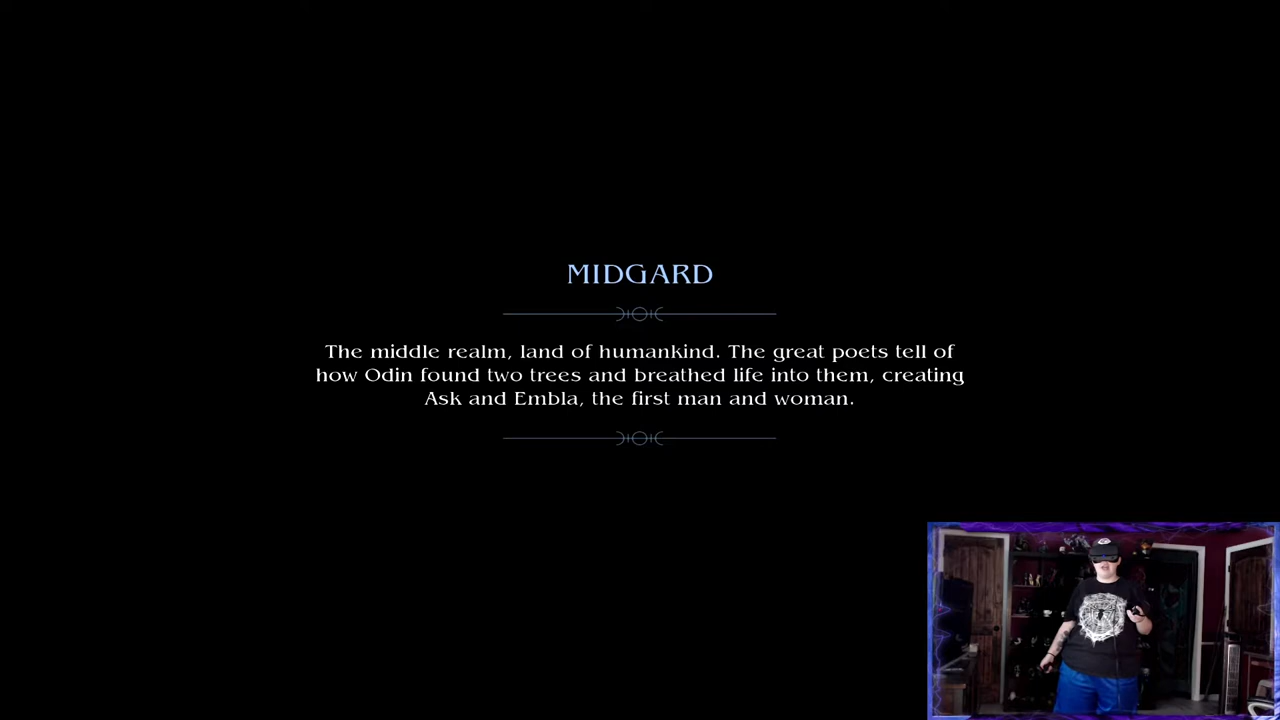 MIDGARD
The middle realm, land of humankind. The great poets tell of
how Odin found two trees and breathed life into them, creating
Ask and Embla, the first man and woman.